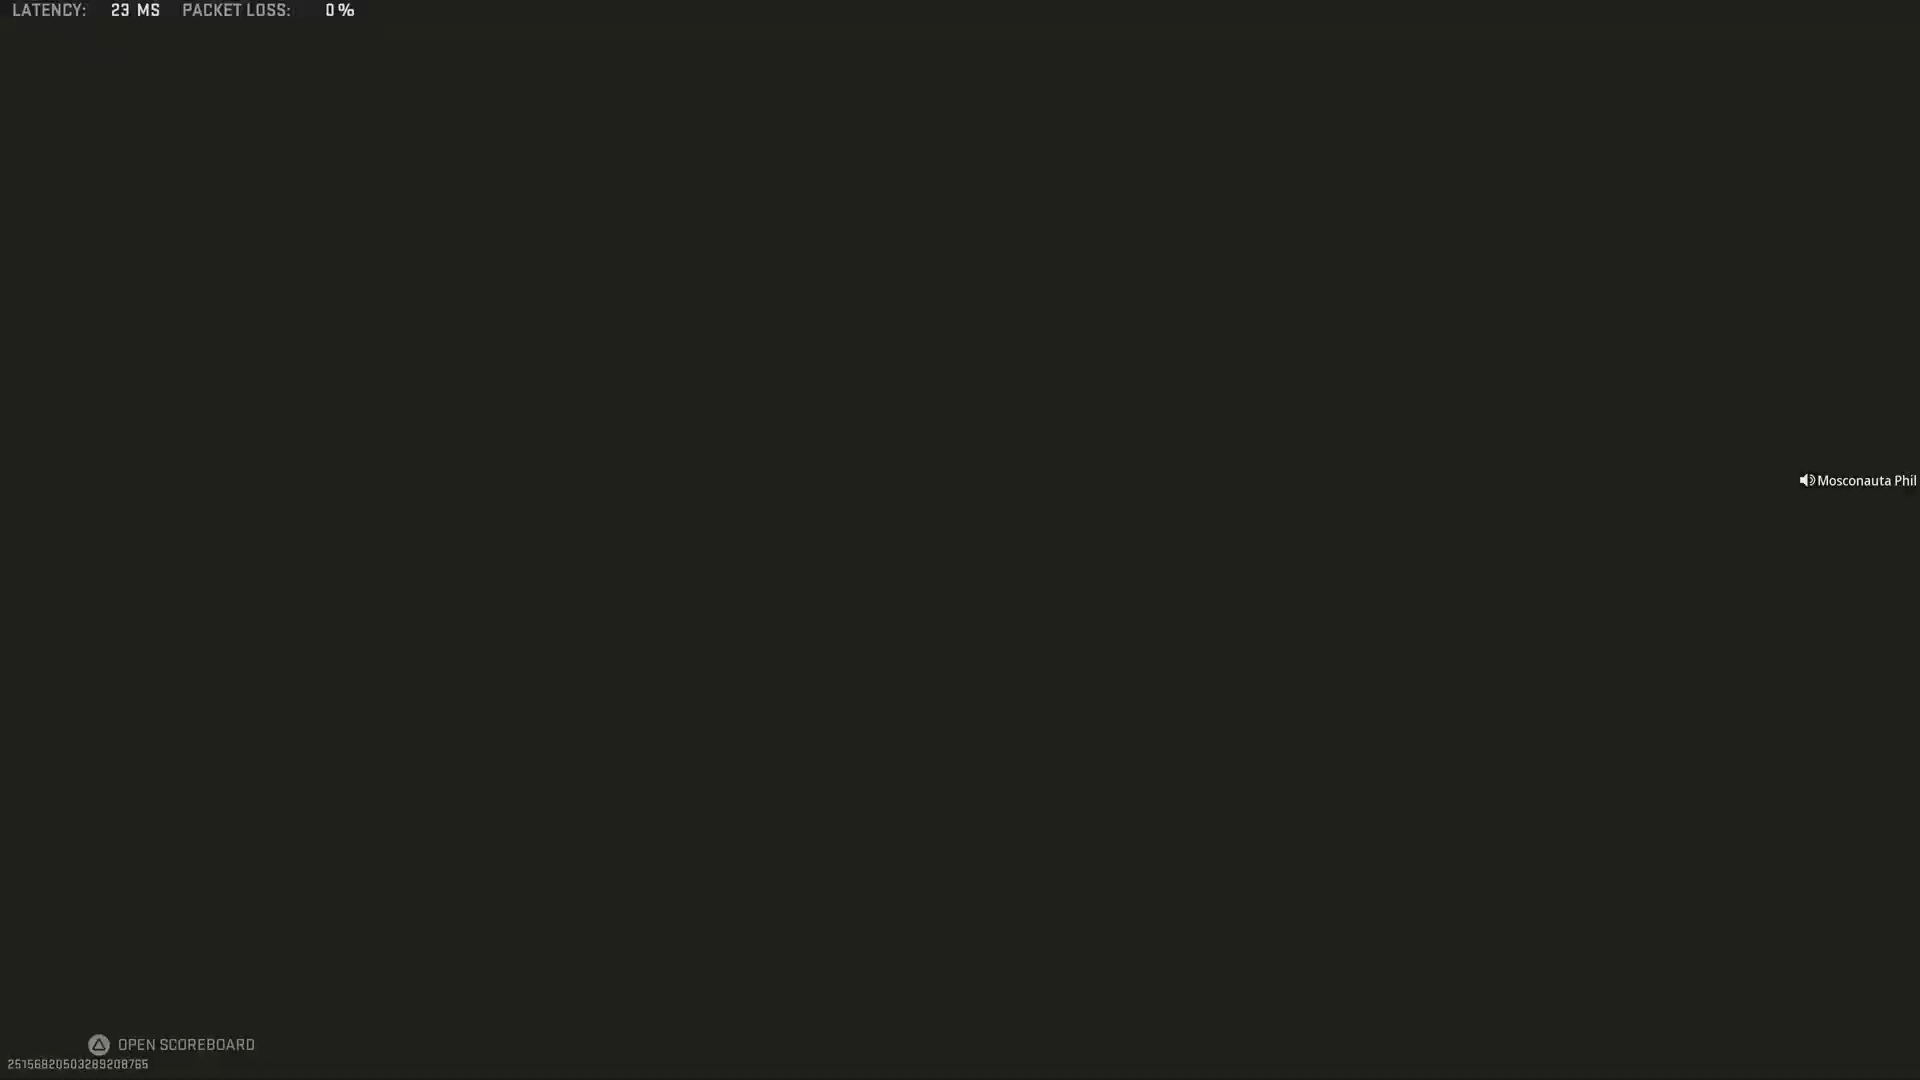 LATENCY: 23 MS PACKET LOSS: 0%
Mosconauta Phil
OPEN SCOREBOARD
25156820503289208765